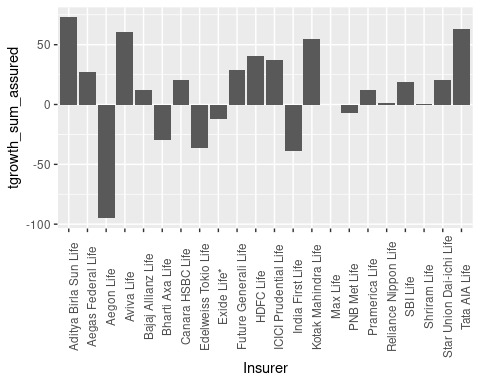 tgrowth_sum_assured
50
0
-50
-100
Aditya Birla Sun Life
Aegas Federal Life
Aegon Life
Aviva Life
Bajaj Allianz Life
Bharti Axa Life
Canara HSBC Life
Edelweiss Tokio Life
Exide Life*
Future Generali Life
HDFC Life
ICICI Prudential Life
India First Life
Kotak Mahindra Life
Max Life
PNB Met Life
Pramerica Life
Reliance Nippon Life
SBI Life
Shriram Life
Star Union Dai-ichi Life
Tata AIA Life
Insurer